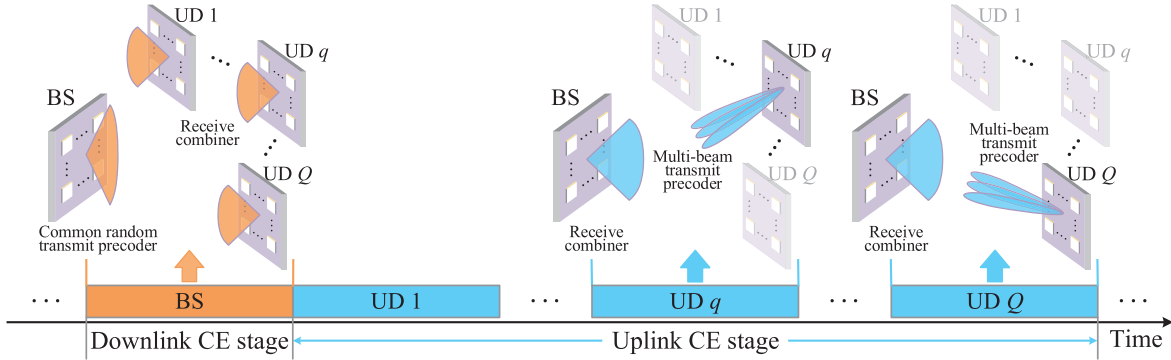 UD 1
UD q
BS
Receive
combiner
UD Q
Common random
transmit precoder
UD 1
UD q
BS
Multi-beam
transmit
precoder
UD Q
Receive
combiner
UD 1
UD q
BS
Multi-beam
transmit
precoder
UD Q
Receive
combiner
BS
UD 1
UD q
UD Q
Downlink CE stage
Uplink CE stage
Time